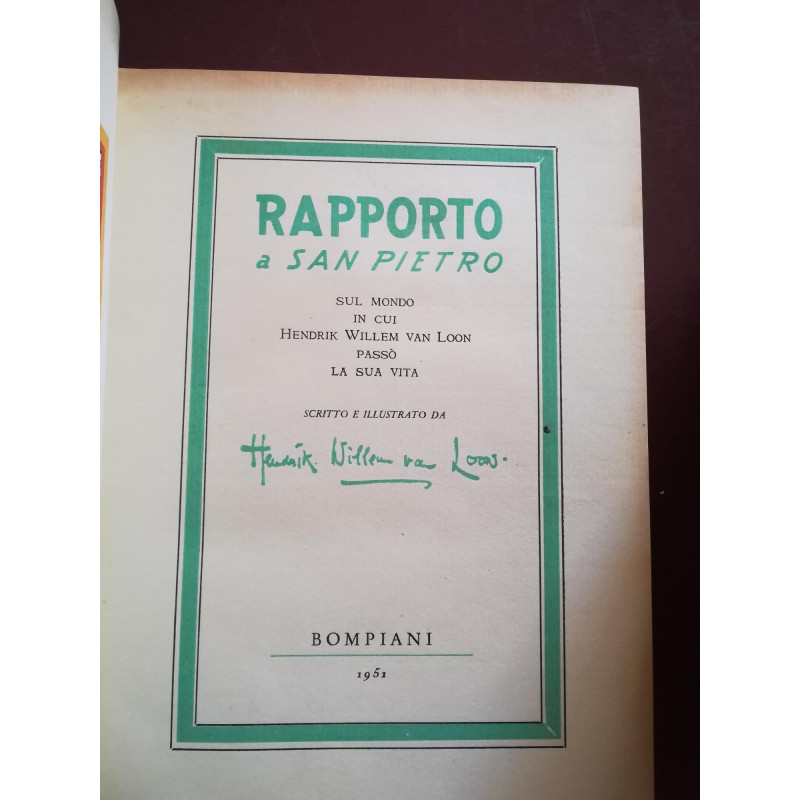 RAPPORTO
a SAN PIETRO
SUL MONDO
IN CUI
HENDRIK WILLEM VAN LOON
PASSÒ
LA SUA VITA
SCRITTO E ILLUSTRATO DA
Hendrik Willem van Loon.
BOMPIANI
1951